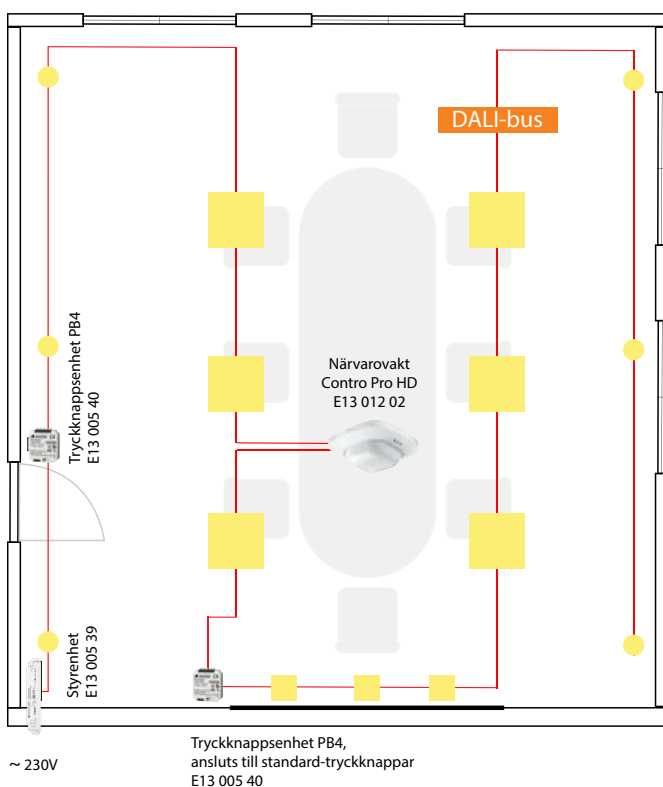 DALI-bus
Tryckknappsenhet PB4
E13 005 40
Närvarovakt
Contro Pro HD
E13 012 02
Styrenhet
E13 005 39
~ 230V
Tryckknappsenhet PB4,
ansluts till standard-tryckknappar
E13 005 40